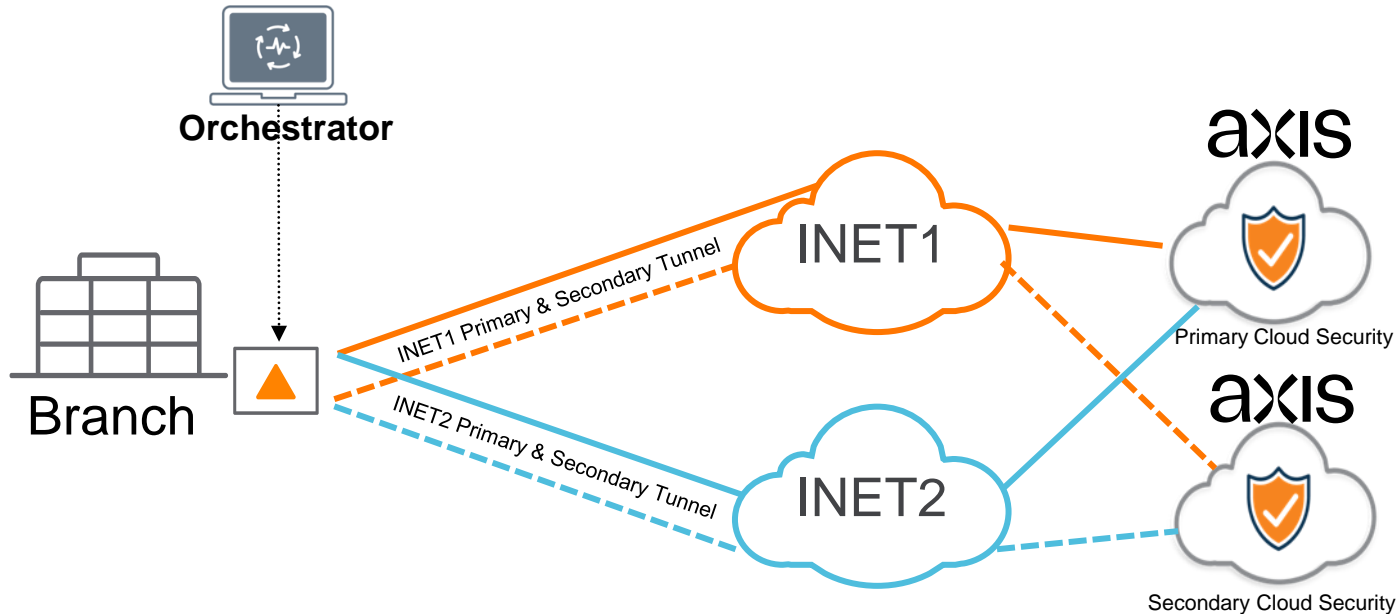 Orchestrator
axis
INET1
INET1 Primary & Secondary Tunnel
Primary Cloud Security
Branch
INET2 Primary & Secondary Tunnel
axis
INET2
Secondary Cloud Security